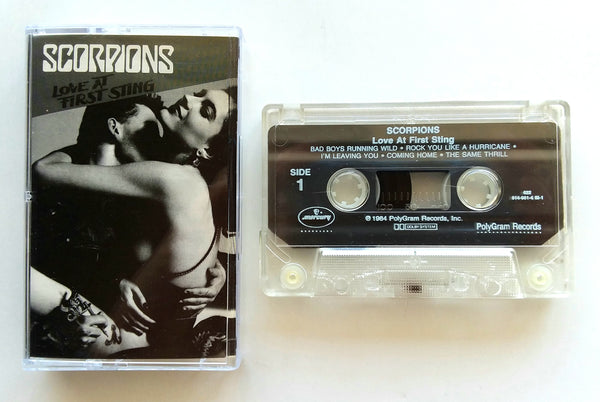 SCORPIONS
LOVE AT
FIRST STING
SCORPIONS
Love At First Sting
BAD BOYS RUNNING WILD • ROCK YOU LIKE A HURRICANE •
I'M LEAVING YOU • COMING HOME • THE SAME THRILL
SIDE
1
822
mercury
℗ 1984 PolyGram Records, Inc.
DOLBY SYSTEM
PolyGram Records